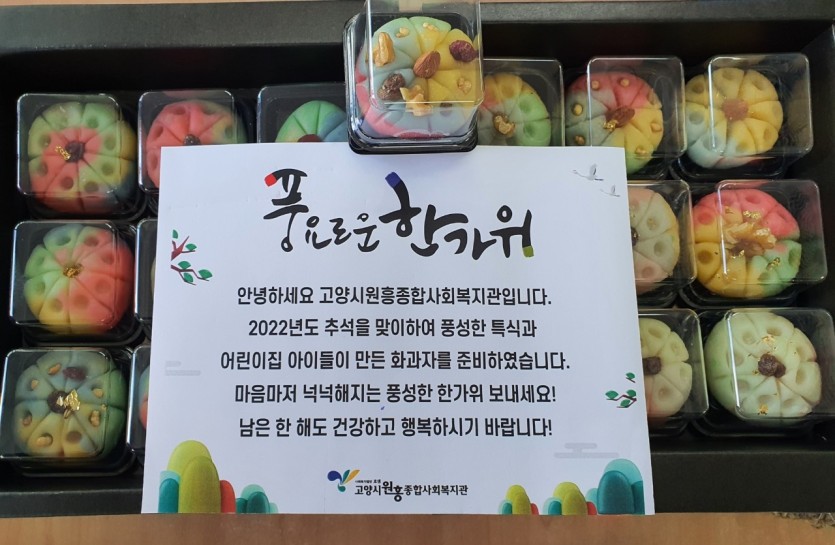 풍요로운 한가위
안녕하세요 고양시원흥종합사회복지관입니다.
2022년도 추석을 맞이하여 풍성한 특식과
어린이집 아이들이 만든 화과자를 준비하였습니다.
마음마저 넉넉해지는 풍성한 한가위 보내세요!
남은 한 해도 건강하고 행복하시기 바랍니다!
고양시원흥종합사회복지관